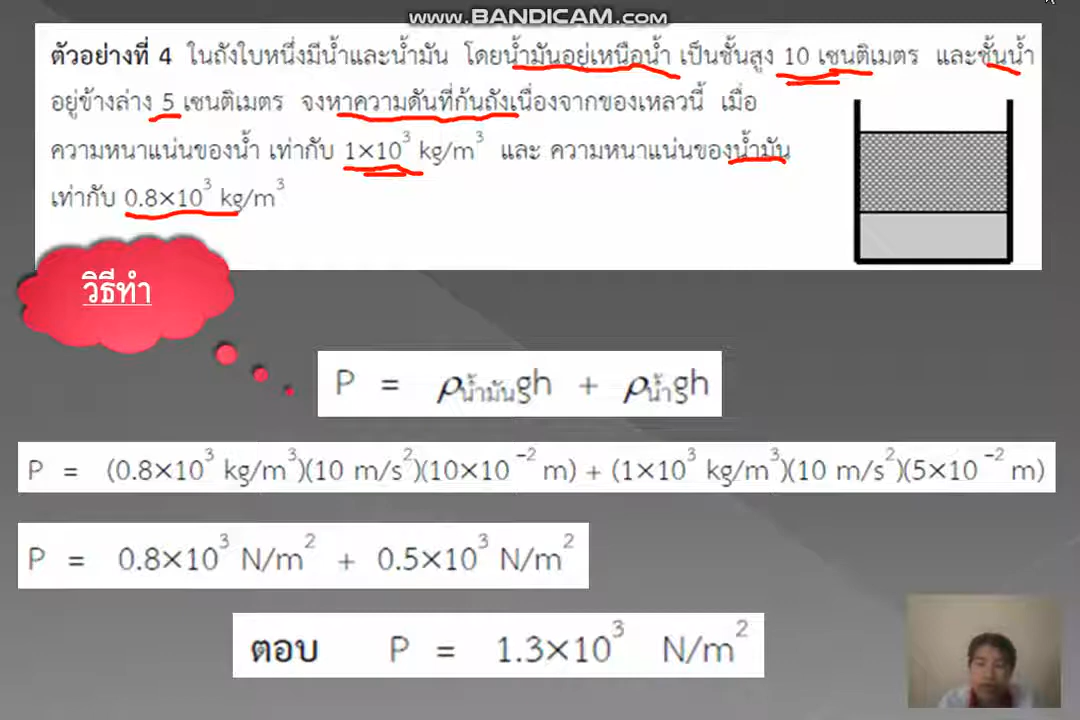 www.BANDICAM.com
ตัวอย่างที่ 4 ในถังใบหนึ่งมีน้ำและน้ำมัน โดยน้ำมันอยู่เหนือน้ำ เป็นชั้นสูง 10 เซนติเมตร และชั้นน้ำ
อยู่ข้างล่าง 5 เซนติเมตร จงหาความดันที่ก้นถังเนื่องจากของเหลวนี้ เมื่อ
ความหนาแน่นของน้ำ เท่ากับ 1×10³ kg/m³ และ ความหนาแน่นของน้ำมัน
เท่ากับ 0.8×10³ kg/m³
วิธีทำ
P = ρน้ำมันgh + ρน้ำgh
P = (0.8×10³ kg/m³)(10 m/s²)(10×10⁻² m) + (1×10³ kg/m³)(10 m/s²)(5×10⁻² m)
P = 0.8×10³ N/m² + 0.5×10³ N/m²
ตอบ P = 1.3×10³ N/m²